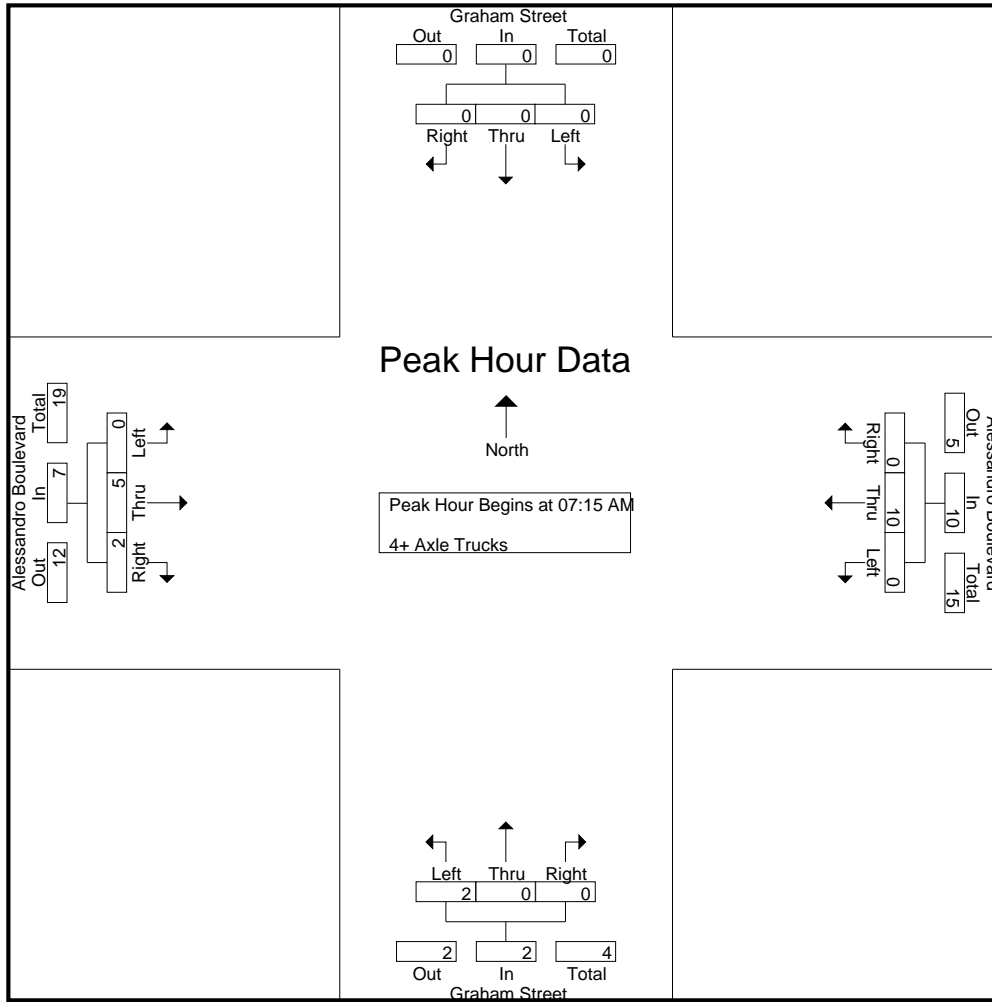 Graham Street
Out In Total
0 0 0
0 0 0
Right Thru Left
Peak Hour Data
North
Peak Hour Begins at 07:15 AM
4+ Axle Trucks
Alessandro Boulevard
Out In Total
12 7 19
0 5 2
Left Thru Right
Alessandro Boulevard
Out In Total
5 10 15
0 10 0
Right Thru Left
Left Thru Right
2 0 0
2 2 4
Out In Total
Graham Street